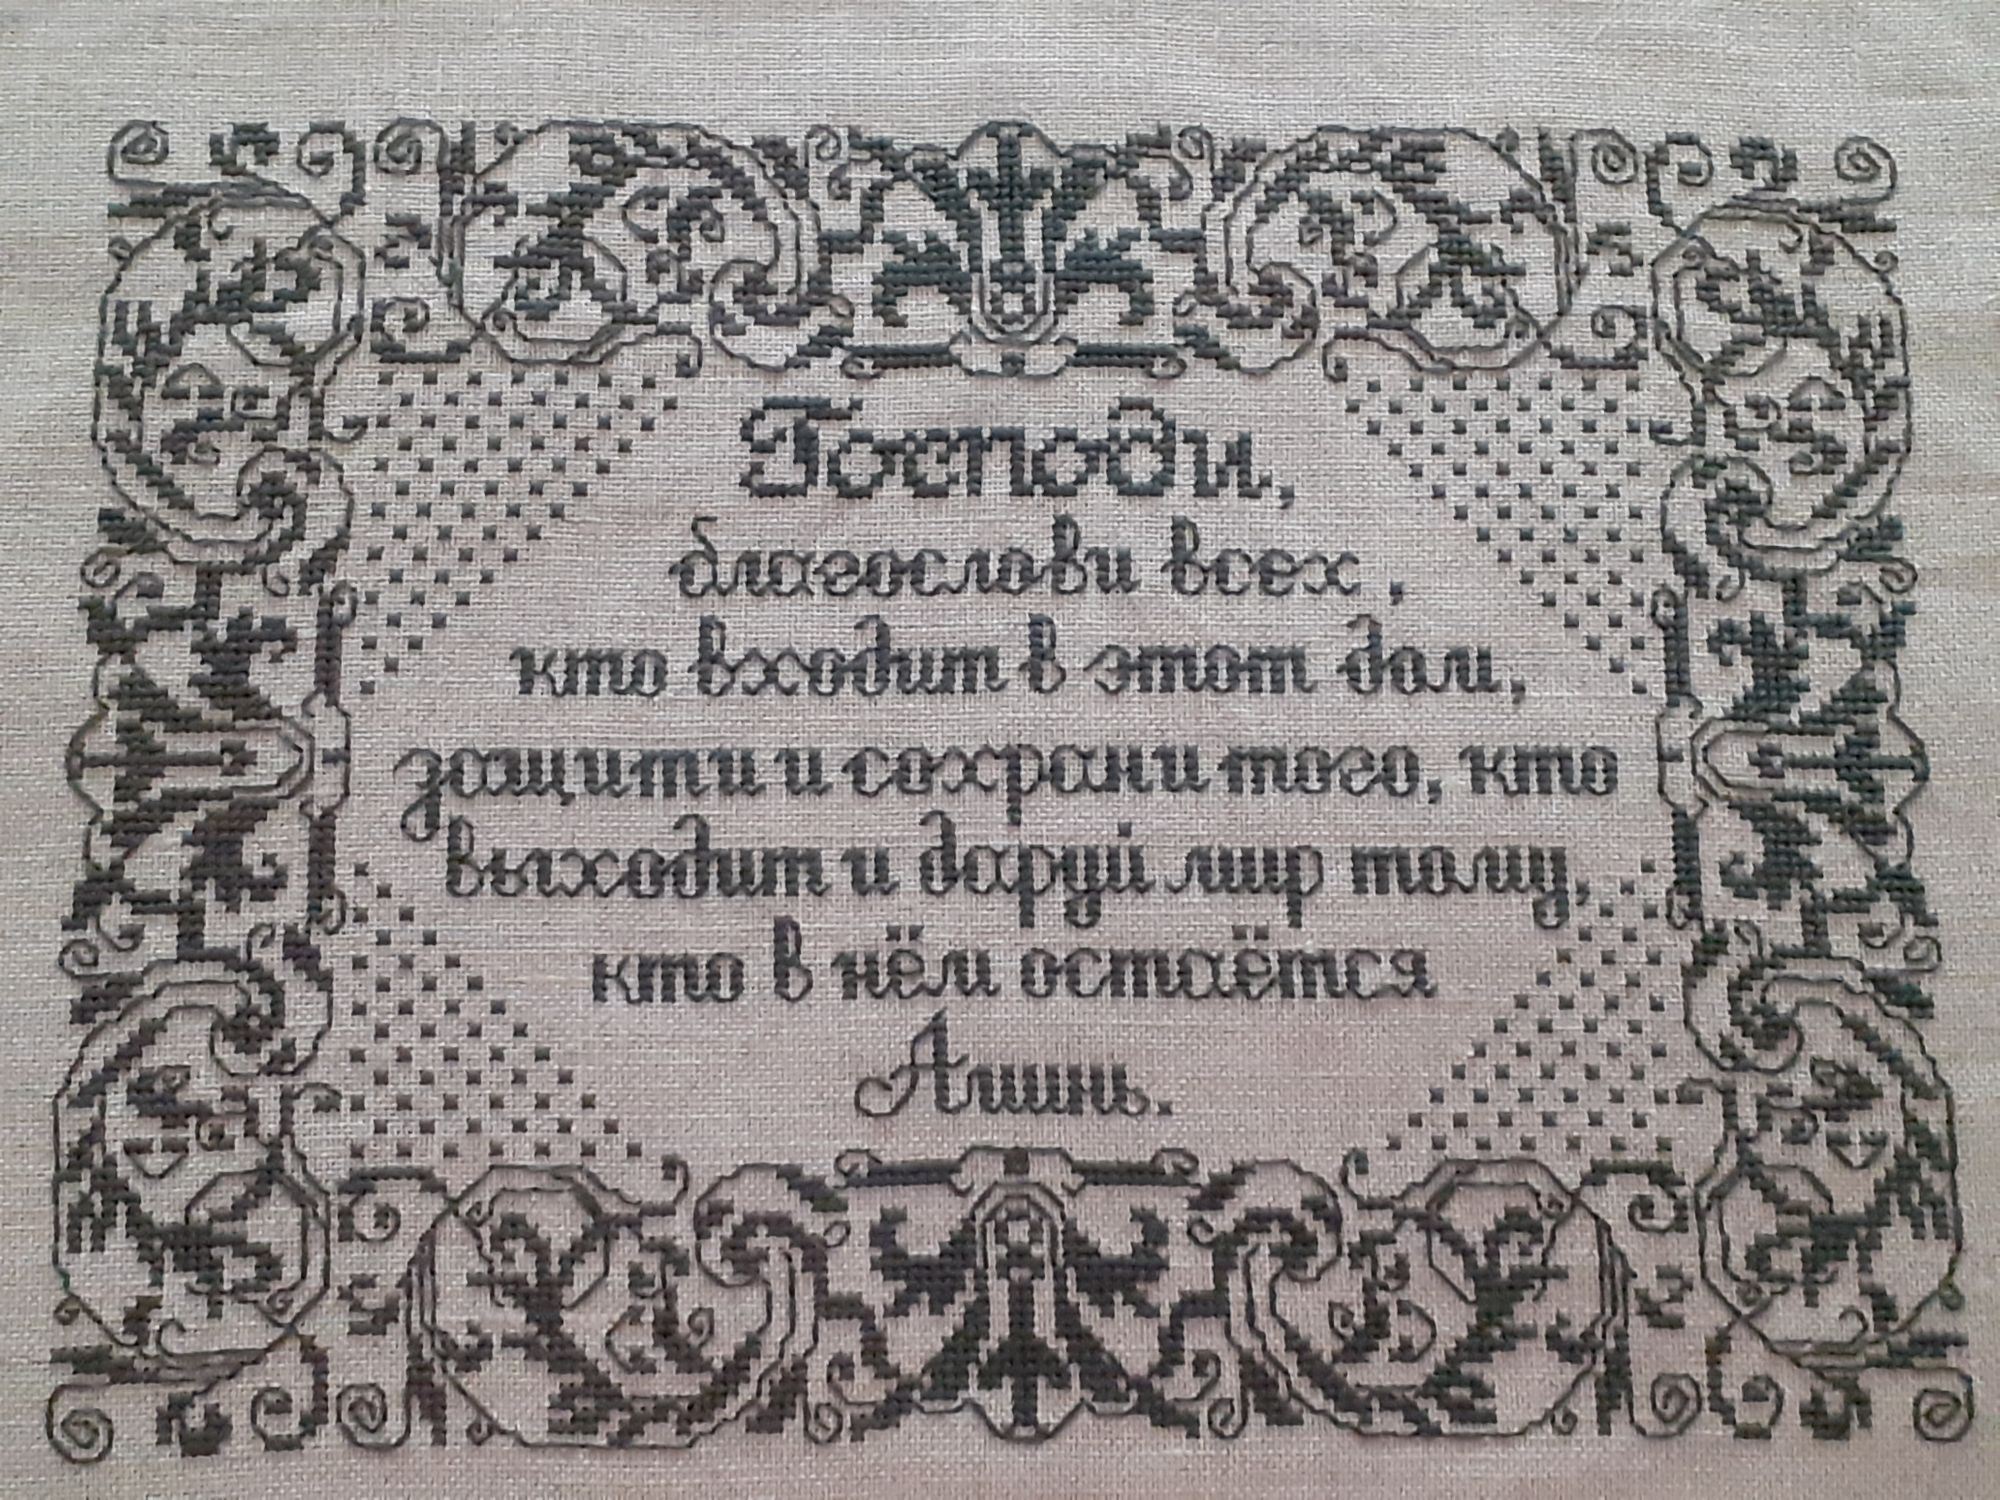 Господи,
благослови всех,
кто входит в этот дом,
защити и сохрани того, кто
выходит и даруй мир тому,
кто в нём остаётся
Аминь.